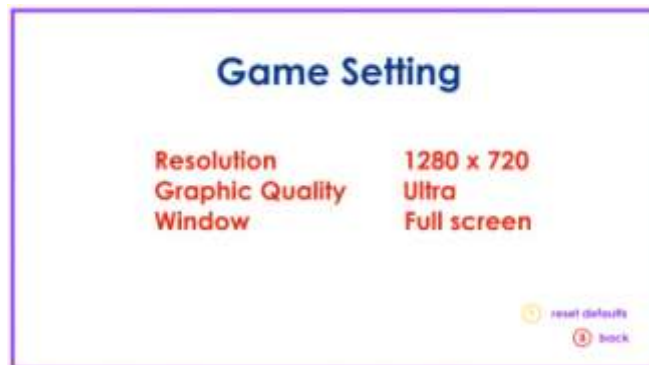 Game Setting
Resolution 1280 x 720
Graphic Quality Ultra
Window Full screen
reset defaults
back